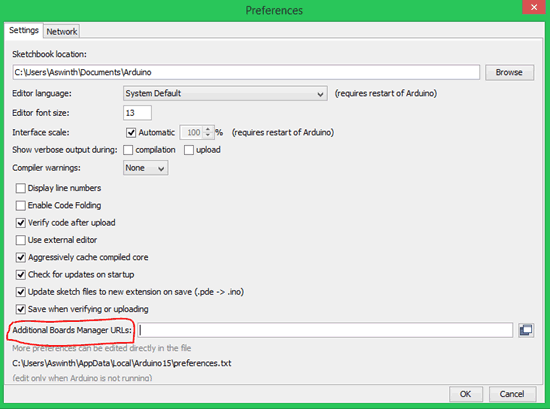 Preferences
Settings Network
Sketchbook location:
C:\Users\Aswinth\Documents\Arduino Browse
Editor language: System Default (requires restart of Arduino)
Editor font size: 13
Interface scale: Automatic 100 % (requires restart of Arduino)
Show verbose output during: compilation upload
Compiler warnings: None
Display line numbers
Enable Code Folding
Verify code after upload
Use external editor
Aggressively cache compiled core
Check for updates on startup
Update sketch files to new extension on save (.pde -> .ino)
Save when verifying or uploading
Additional Boards Manager URLs:
More preferences can be edited directly in the file
C:\Users\Aswinth\AppData\Local\Arduino15\preferences.txt
(edit only when Arduino is not running)
OK Cancel